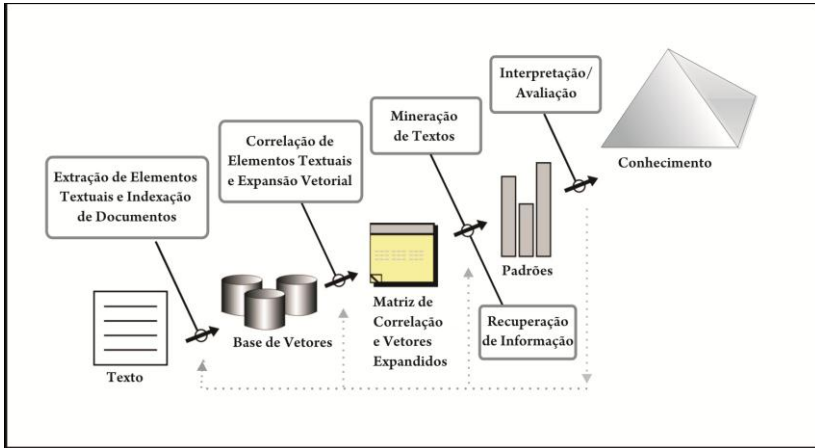 Extração de Elementos
Textuais e Indexação
de Documentos
Correlação de
Elementos Textuais
e Expansão Vetorial
Mineração
de Textos
Interpretação/
Avaliação
Conhecimento
Padrões
Recuperação
de Informação
Matriz de
Correlação
e Vetores
Expandidos
Base de Vetores
Texto